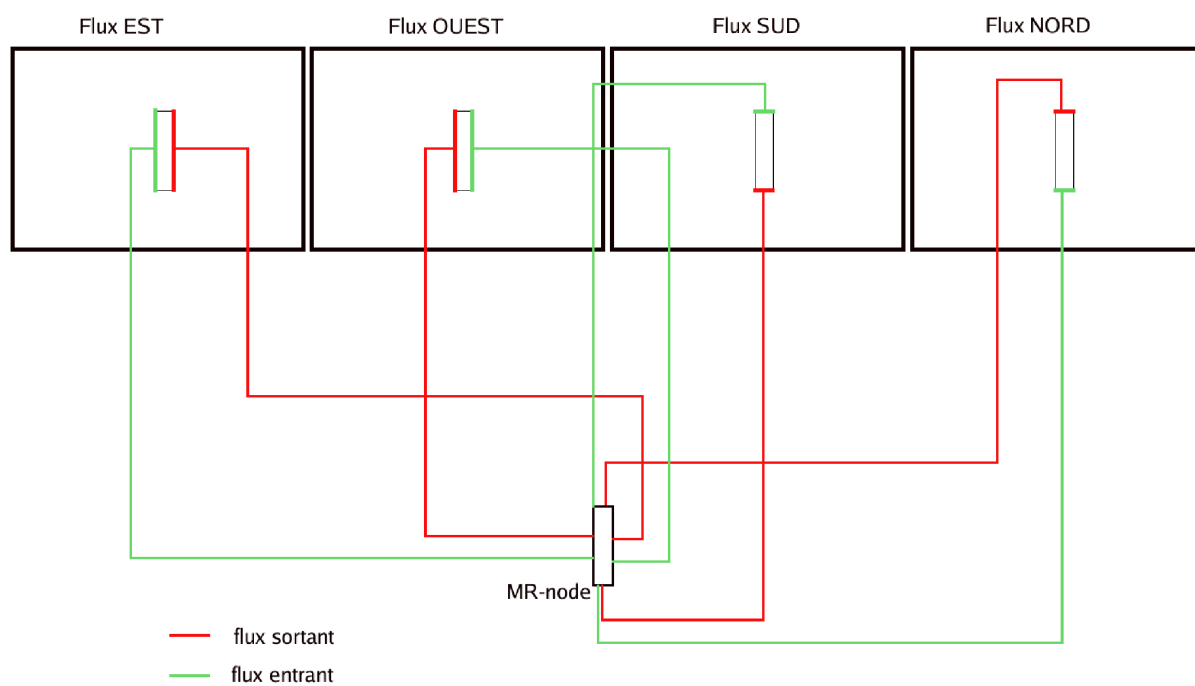 Flux EST
Flux OUEST
Flux SUD
Flux NORD
MR-node
flux sortant
flux entrant